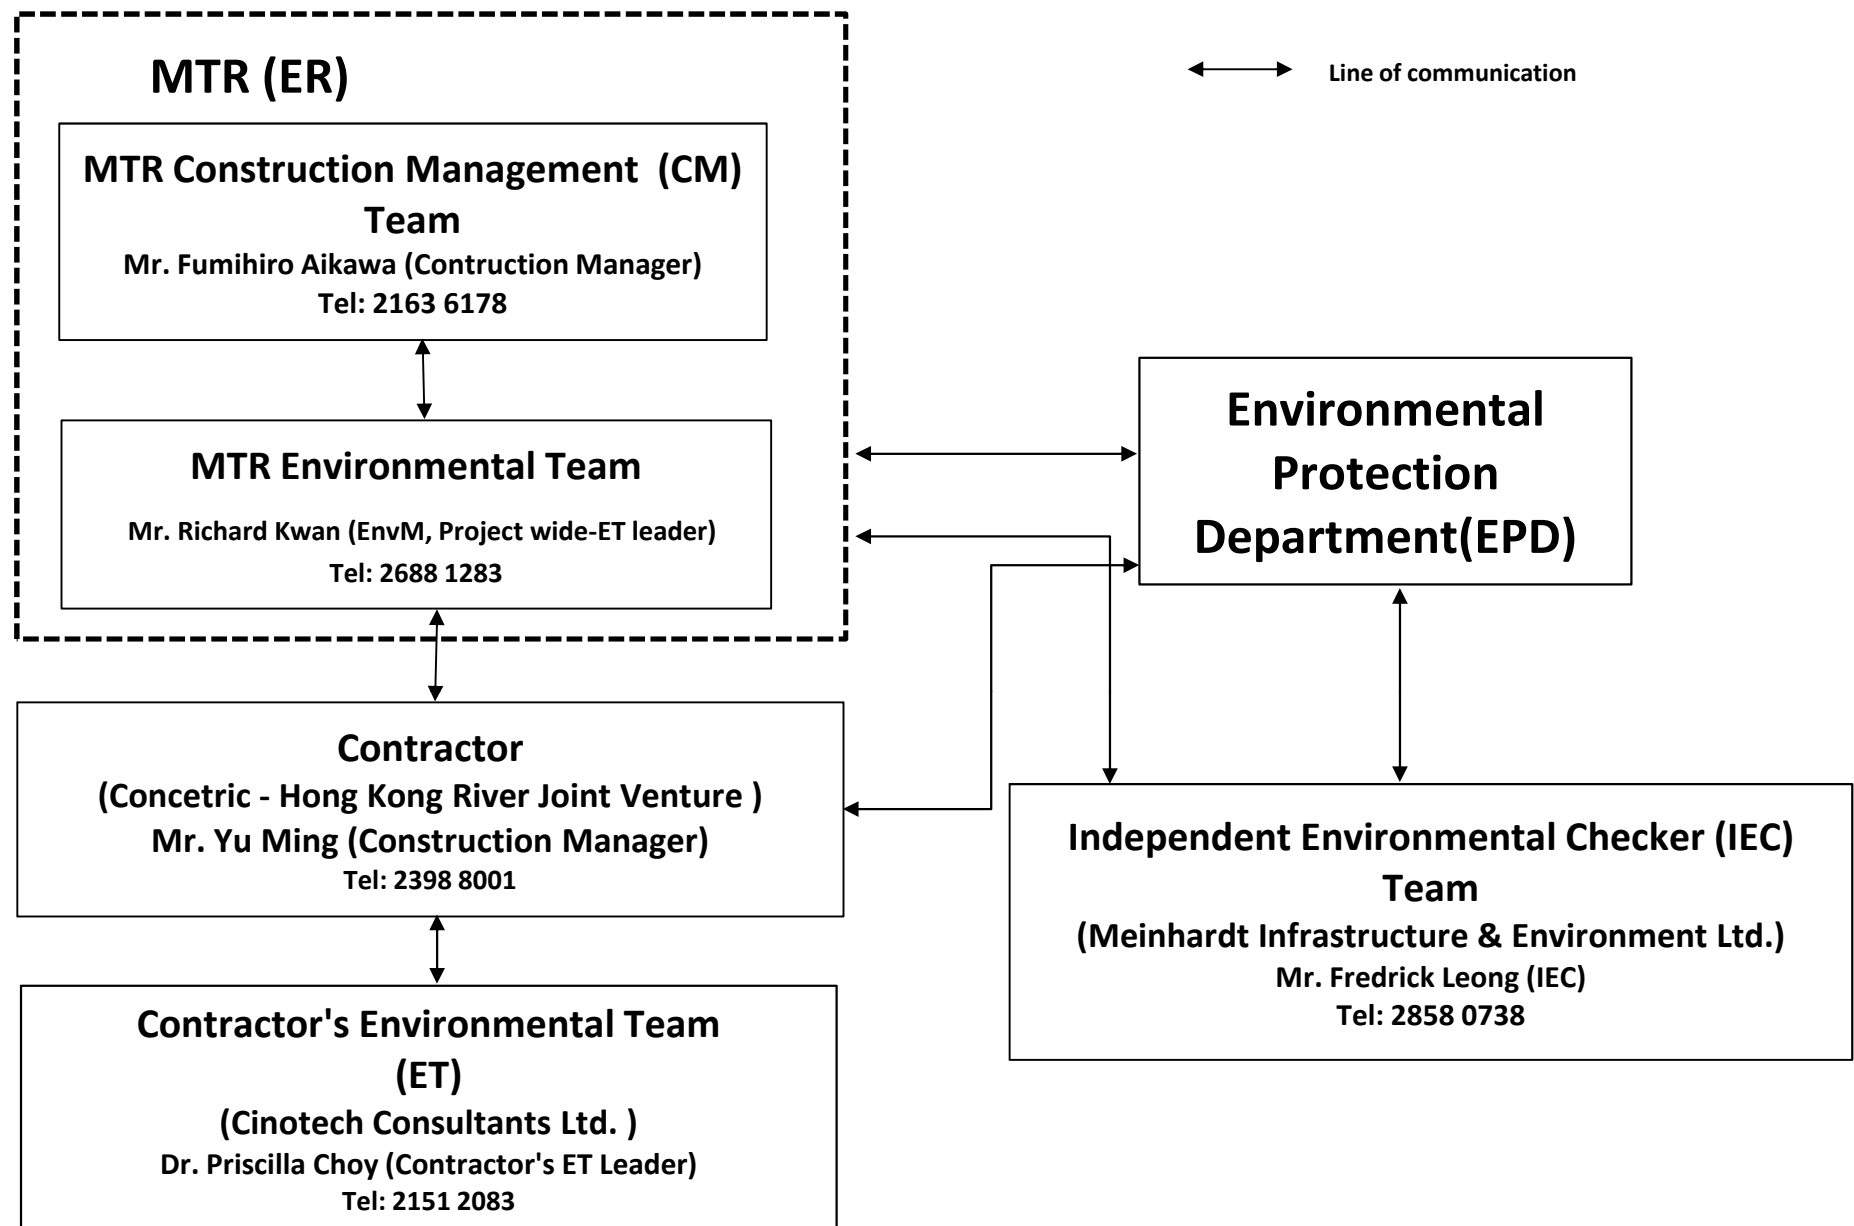 MTR (ER)
Line of communication
MTR Construction Management (CM)
Team
Mr. Fumihiro Aikawa (Contruction Manager)
Tel: 2163 6178
MTR Environmental Team
Mr. Richard Kwan (EnvM, Project wide-ET leader)
Tel: 2688 1283
Environmental
Protection
Department(EPD)
Contractor
(Concetric - Hong Kong River Joint Venture )
Mr. Yu Ming (Construction Manager)
Tel: 2398 8001
Independent Environmental Checker (IEC)
Team
(Meinhardt Infrastructure & Environment Ltd.)
Mr. Fredrick Leong (IEC)
Tel: 2858 0738
Contractor's Environmental Team
(ET)
(Cinotech Consultants Ltd. )
Dr. Priscilla Choy (Contractor's ET Leader)
Tel: 2151 2083